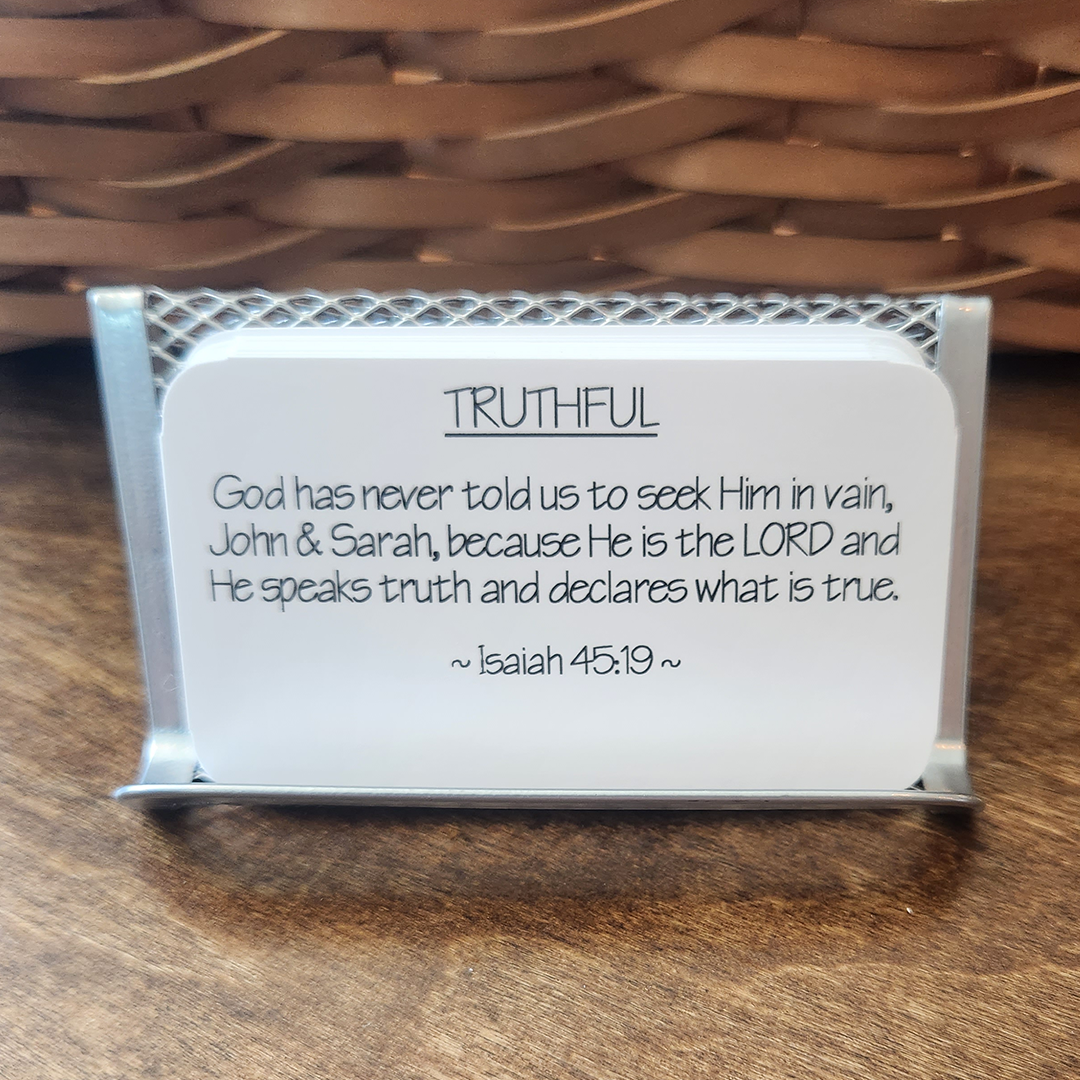 TRUTHFUL
God has never told us to seek Him in vain,
John & Sarah, because He is the LORD and
He speaks truth and declares what is true.
~ Isaiah 45:19 ~